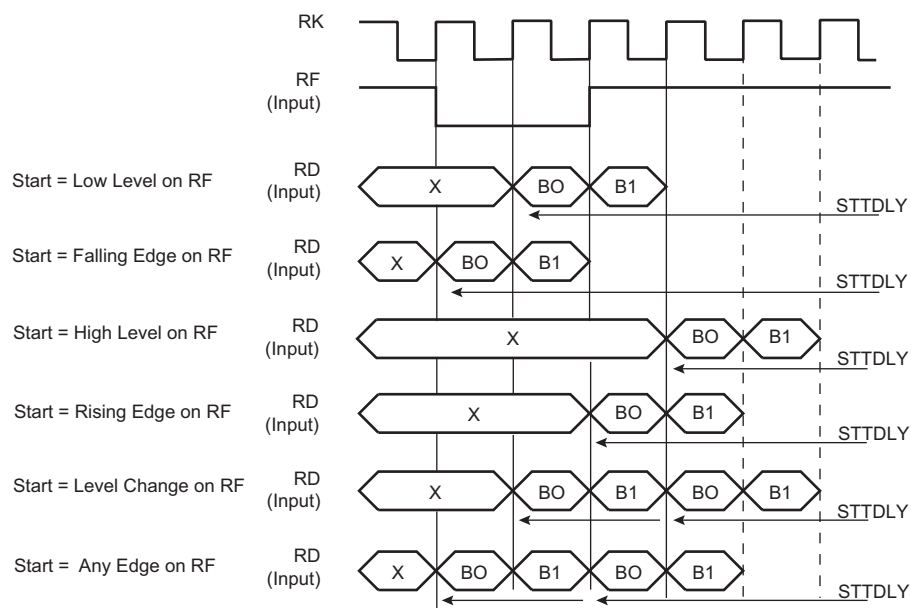 RK
RF
(Input)
Start = Low Level on RF
RD
(Input)
X
BO
B1
STTDLY
Start = Falling Edge on RF
RD
(Input)
X
BO
B1
STTDLY
Start = High Level on RF
RD
(Input)
X
BO
B1
STTDLY
Start = Rising Edge on RF
RD
(Input)
X
BO
B1
STTDLY
Start = Level Change on RF
RD
(Input)
X
BO
B1
BO
B1
STTDLY
Start = Any Edge on RF
RD
(Input)
X
BO
B1
BO
B1
STTDLY